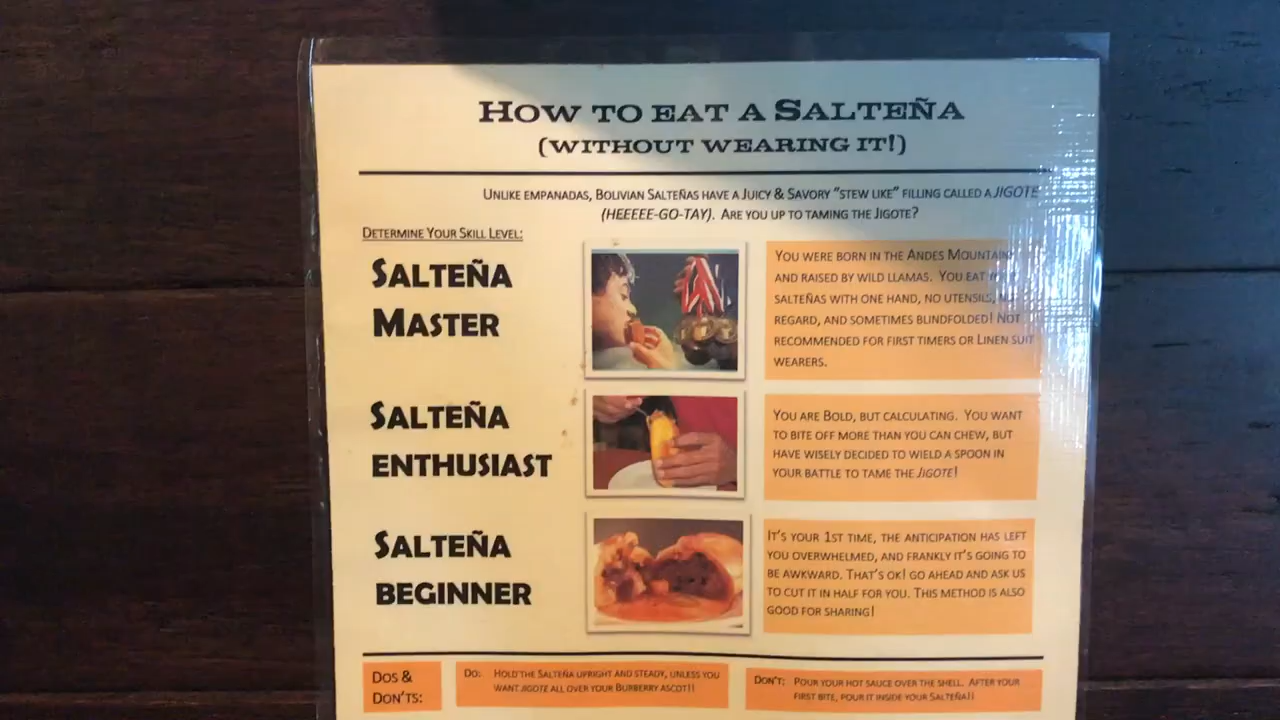 HOW TO EAT A SALTEÑA
(WITHOUT WEARING IT!)
UNLIKE EMPANADAS, BOLIVIAN SALTEÑAS HAVE A JUICY & SAVORY "STEW LIKE" FILLING CALLED A JIGOTE
(HEEEEE-GO-TAY). ARE YOU UP TO TAMING THE JIGOTE?
DETERMINE YOUR SKILL LEVEL:
SALTEÑA
MASTER
YOU WERE BORN IN THE ANDES MOUNTAIN
AND RAISED BY WILD LLAMAS. YOU EAT
SALTEÑAS WITH ONE HAND, NO UTENSILS,
REGARD, AND SOMETIMES BLINDFOLDED! NOT
RECOMMENDED FOR FIRST TIMERS OR LINEN SUIT
WEARERS.
SALTEÑA
ENTHUSIAST
YOU ARE BOLD, BUT CALCULATING. YOU WANT
TO BITE OFF MORE THAN YOU CAN CHEW, BUT
HAVE WISELY DECIDED TO WIELD A SPOON IN
YOUR BATTLE TO TAME THE JIGOTE!
SALTEÑA
BEGINNER
IT'S YOUR 1ST TIME, THE ANTICIPATION HAS LEFT
YOU OVERWHELMED, AND FRANKLY IT'S GOING TO
BE AWKWARD. THAT'S OK! GO AHEAD AND ASK US
TO CUT IT IN HALF FOR YOU. THIS METHOD IS ALSO
GOOD FOR SHARING!
DOS &
DON'TS:
DO: HOLD THE SALTEÑA UPRIGHT AND STEADY, UNLESS YOU
WANT JIGOTE ALL OVER YOUR BURBERRY ASCOT!!
DON'T: POUR YOUR HOT SAUCE OVER THE SHELL. AFTER YOUR
FIRST BITE, POUR IT INSIDE YOUR SALTEÑA!!